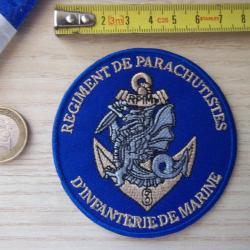 REGIMENT DE PARACHUTISTES
RPIMA
8
D'INFANTERIE DE MARINE